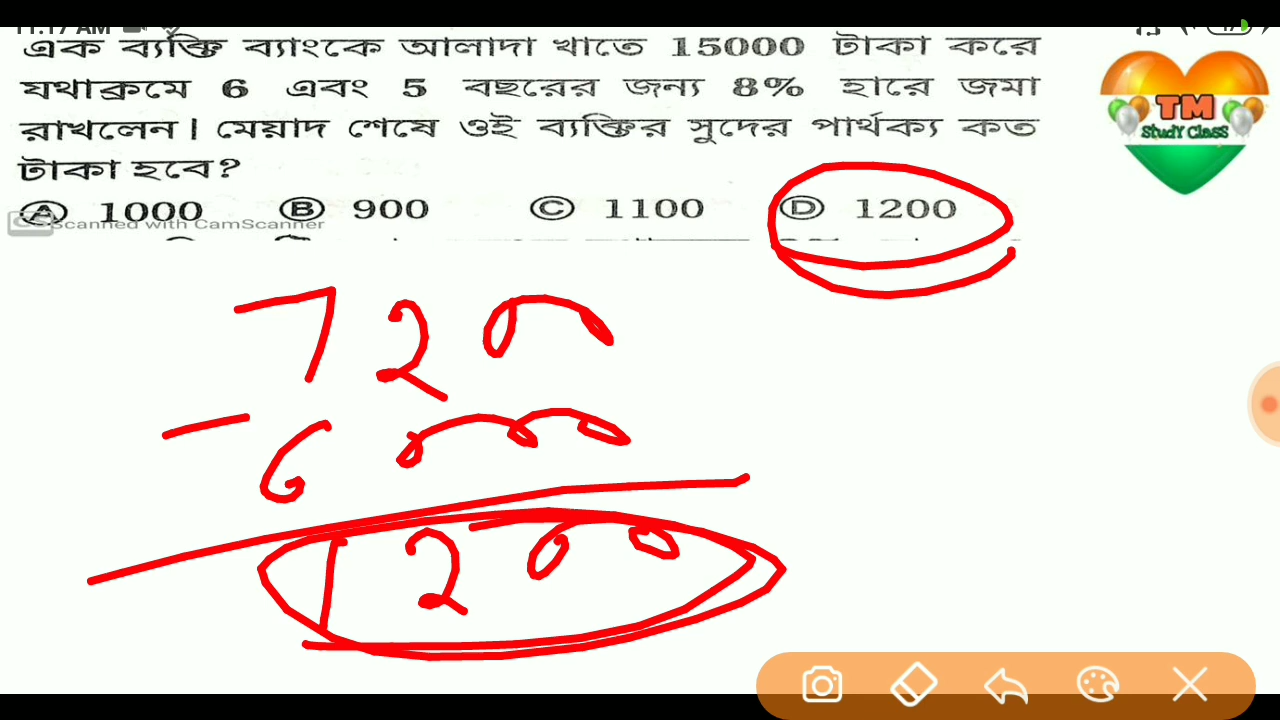 এক ব্যক্তি ব্যাংকে আলাদা খাতে 15000 টাকা করে
যথাক্রমে 6 এবং 5 বছরের জন্য 8% হারে জমা
রাখলেন। মেয়াদ শেষে ওই ব্যক্তির সুদের পার্থক্য কত
টাকা হবে?
A 1000 B 900 C 1100 D 1200
CS Scanned with CamScanner
TM
StudY Class
7200
- 6000
1200